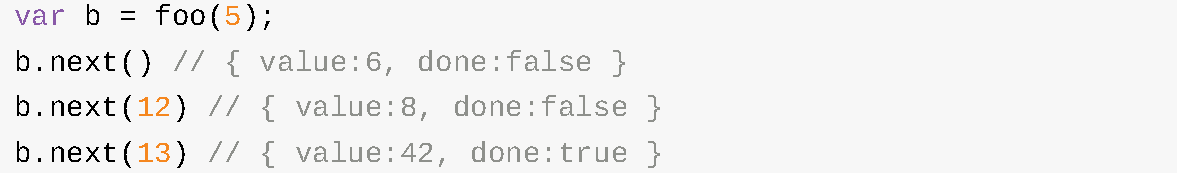 var b = foo(5);
b.next() // { value:6, done:false }
b.next(12) // { value:8, done:false }
b.next(13) // { value:42, done:true }